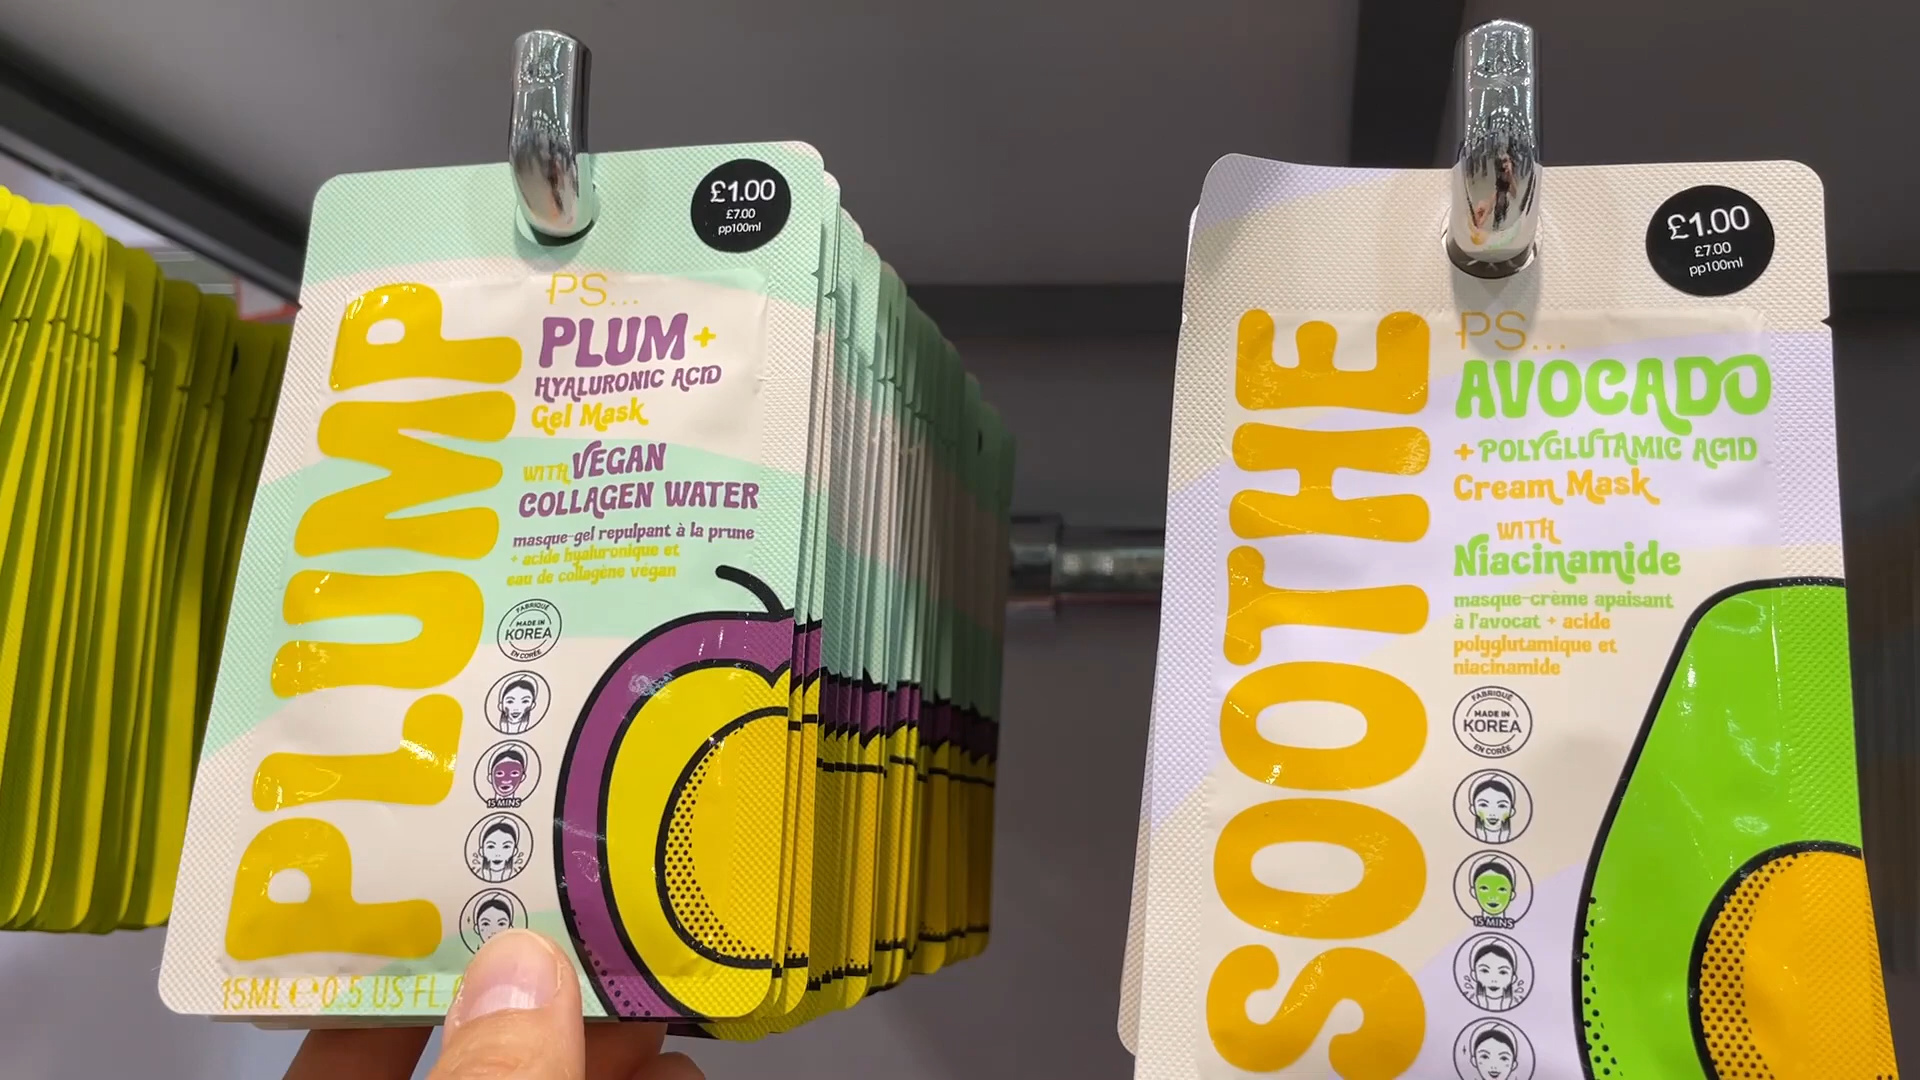 £1.00
£7.00
pp100ml
PLUMP
PS...
PLUM+
HYALURONIC ACID
Gel Mask
WITH VEGAN
COLLAGEN WATER
masque-gel repulpant à la prune
+ acide hyaluronique et
eau de collagène végan
FABRIQUÉ
MADE IN
KOREA
EN CORÉE
15 MINS
15ML e 0.5 US FL.
£1.00
£7.00
pp100ml
SOOTHE
PS...
AVOCADO
+ POLYGLUTAMIC ACID
Cream Mask
WITH
Niacinamide
masque-crème apaisant
à l'avocat + acide
polyglutamique et
niacinamide
FABRIQUÉ
MADE IN
KOREA
EN CORÉE
15 MINS